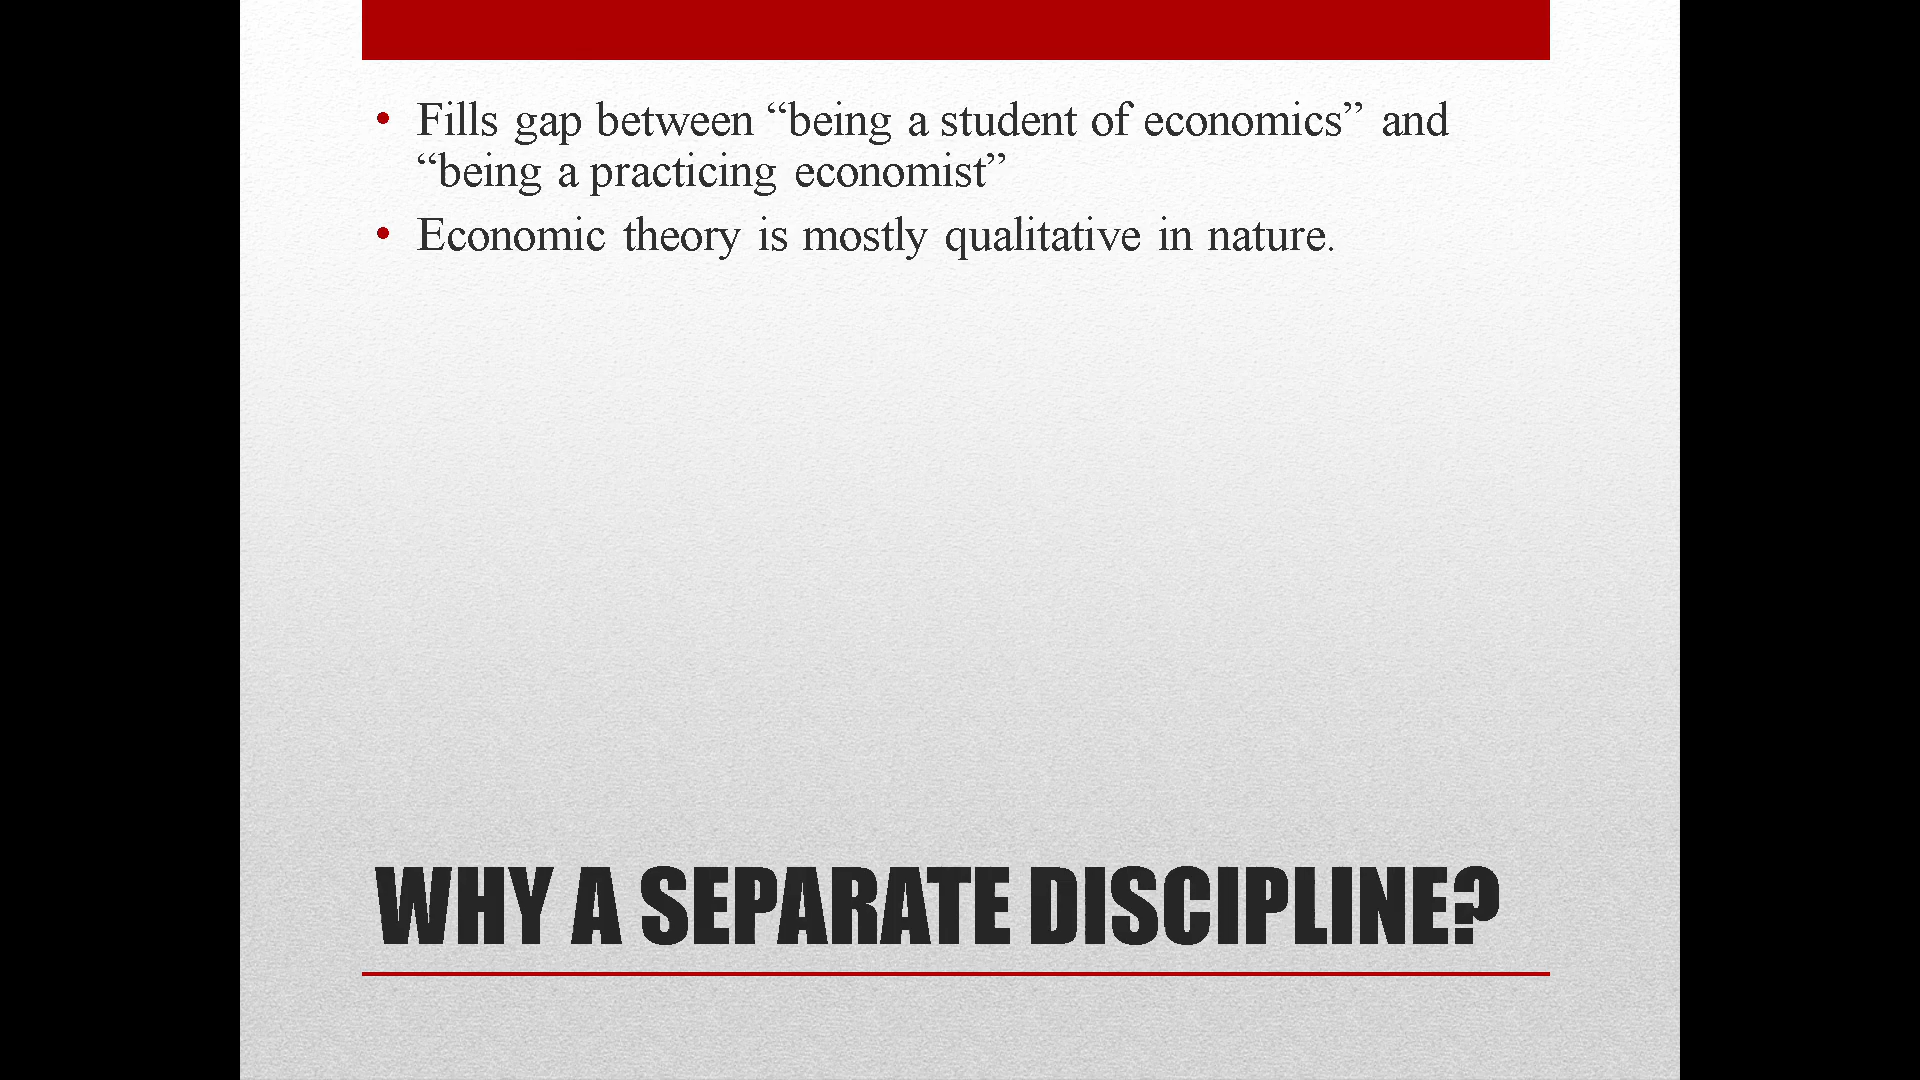 • Fills gap between “being a student of economics” and
“being a practicing economist”
• Economic theory is mostly qualitative in nature.
WHY A SEPARATE DISCIPLINE?